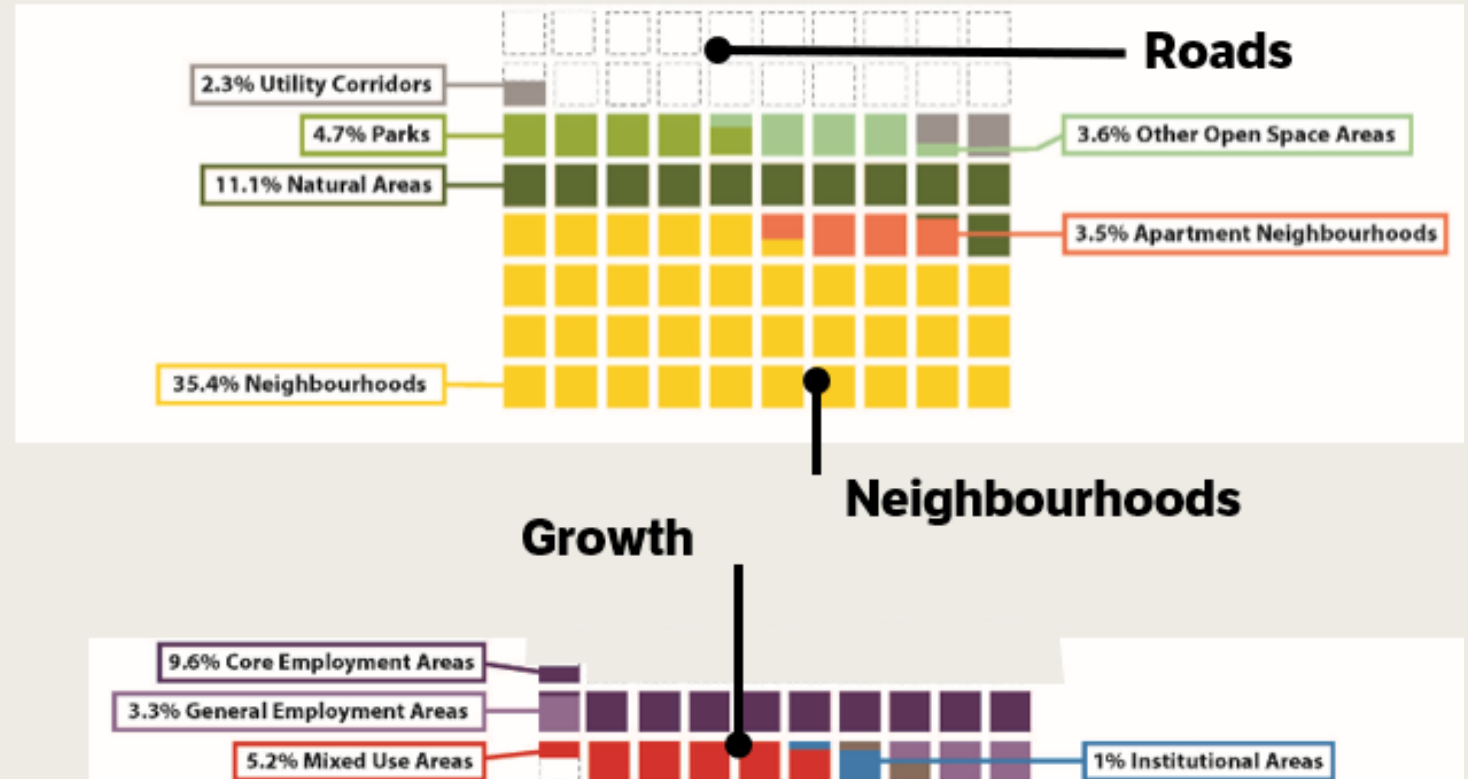 Roads
2.3% Utility Corridors
4.7% Parks
3.6% Other Open Space Areas
11.1% Natural Areas
3.5% Apartment Neighbourhoods
35.4% Neighbourhoods
Neighbourhoods
Growth
9.6% Core Employment Areas
3.3% General Employment Areas
5.2% Mixed Use Areas
1% Institutional Areas